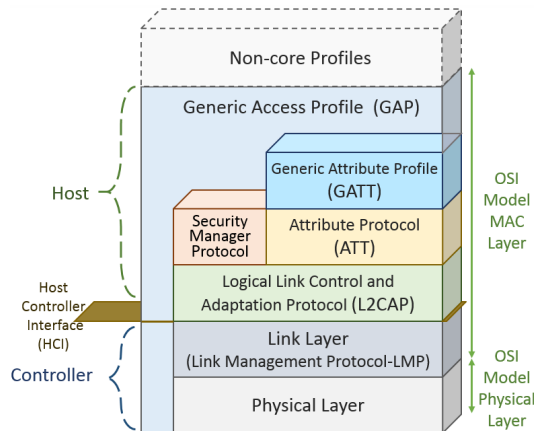 Non-core Profiles
Generic Access Profile (GAP)
Generic Attribute Profile
(GATT)
Host
OSI
Model
MAC
Layer
Security
Manager
Protocol
Attribute Protocol
(ATT)
Logical Link Control and
Adaptation Protocol (L2CAP)
Host
Controller
Interface
(HCI)
Link Layer
(Link Management Protocol-LMP)
Controller
OSI
Model
Physical
Layer
Physical Layer